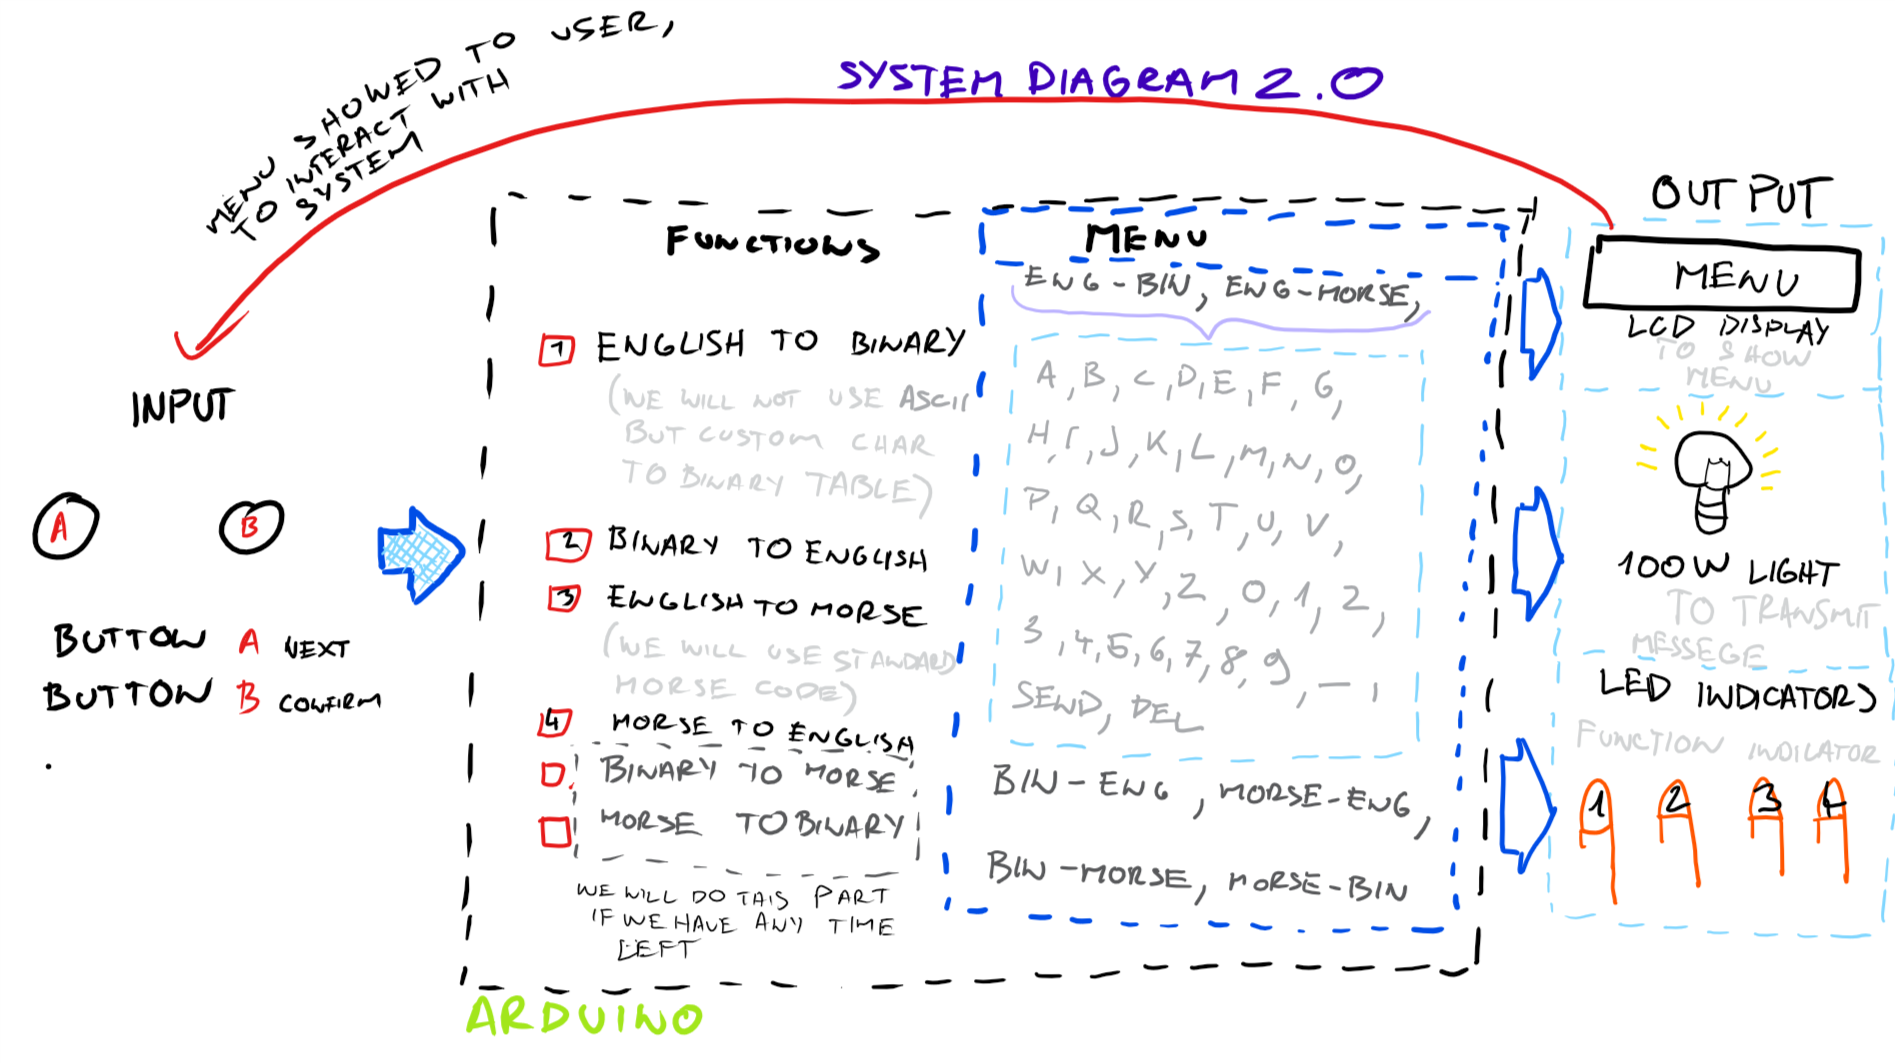 SYSTEM DIAGRAM 2.0
MENU SHOWED TO USER,
TO INTERACT WITH
SYSTEM
INPUT
A
B
BUTTON A NEXT
BUTTON B CONFIRM
.
FUNCTIONS
1 ENGLISH TO BINARY
(WE WILL NOT USE ASCII
BUT CUSTOM CHAR
TO BINARY TABLE)
2 BINARY TO ENGLISH
3 ENGLISH TO MORSE
(WE WILL USE STANDARD
MORSE CODE)
4 MORSE TO ENGLISH
BINARY TO MORSE
MORSE TO BINARY
WE WILL DO THIS PART
IF WE HAVE ANY TIME
LEFT
ARDUINO
MENU
ENG-BIN, ENG-MORSE,
A, B, C, D, E, F, G,
H, I, J, K, L, M, N, O,
P, Q, R, S, T, U, V,
W, X, Y, Z, 0, 1, 2,
3, 4, 5, 6, 7, 8, 9, —,
SEND, DEL
BIN-ENG, MORSE-ENG,
BIN-MORSE, MORSE-BIN
OUTPUT
MENU
LCD DISPLAY
TO SHOW
MENU
100W LIGHT
TO TRANSMIT
MESSEGE
LED INDICATORS
FUNCTION INDICATOR
1 2 3 4